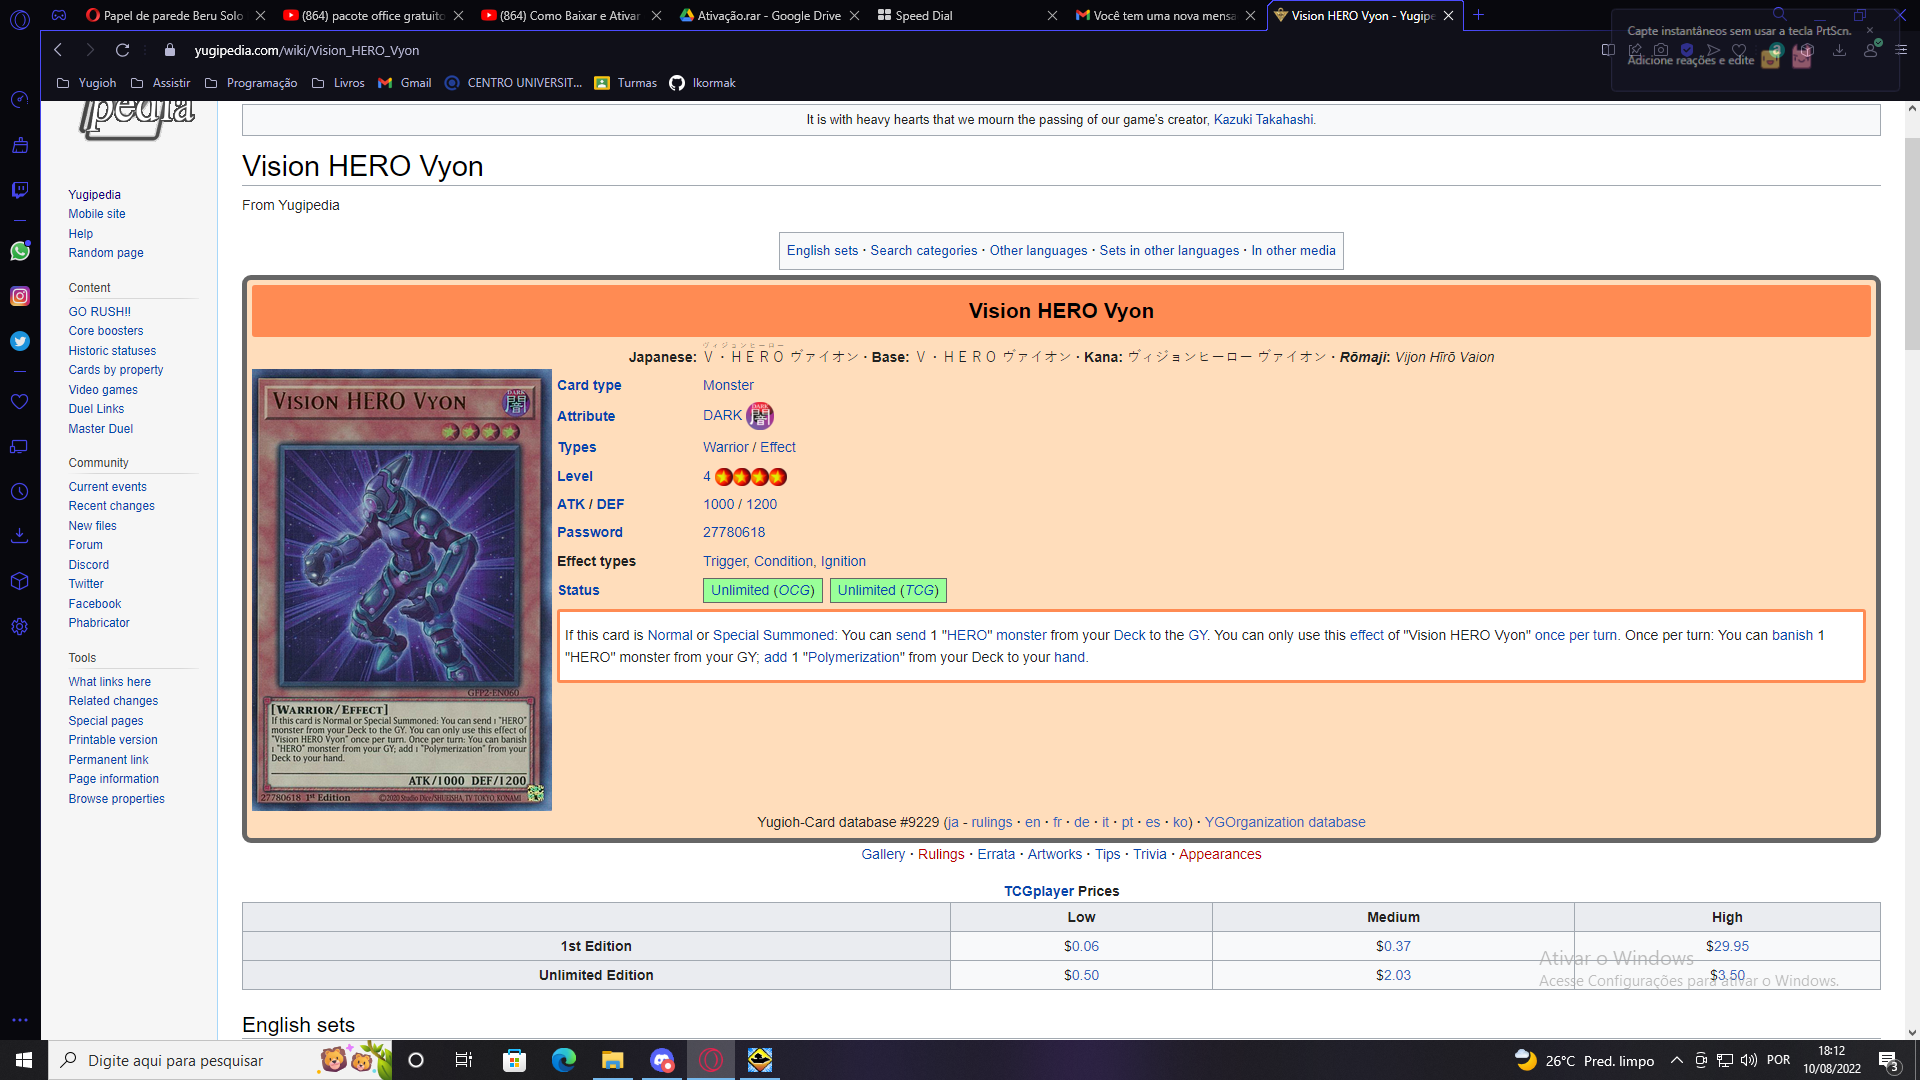 Papel de parede Beru Solo
(864) pacote office gratuito
(864) Como Baixar e Ativar
Ativação.rar - Google Drive
Speed Dial
Você tem uma nova mensa
Vision HERO Vyon - Yugipe
yugipedia.com/wiki/Vision_HERO_Vyon
Capte instantâneos sem usar a tecla PrtScn.
Adicione reações e edite
Yugioh
Assistir
Programação
Livros
Gmail
CENTRO UNIVERSIT...
Turmas
Ikormak
pedia
It is with heavy hearts that we mourn the passing of our game's creator, Kazuki Takahashi.
Vision HERO Vyon
From Yugipedia
Yugipedia
Mobile site
Help
Random page
Content
GO RUSH!!
Core boosters
Historic statuses
Cards by property
Video games
Duel Links
Master Duel
Community
Current events
Recent changes
New files
Forum
Discord
Twitter
Facebook
Phabricator
Tools
What links here
Related changes
Special pages
Printable version
Permanent link
Page information
Browse properties
English sets · Search categories · Other languages · Sets in other languages · In other media
Vision HERO Vyon
ヴィジョンヒーロー
Japanese: Ｖ・ＨＥＲＯ ヴァイオン · Base: Ｖ・ＨＥＲＯ ヴァイオン · Kana: ヴィジョンヒーロー ヴァイオン · Rōmaji: Vijon Hīrō Vaion
VISION HERO VYON
DARK
闇
GFP2-EN060
[WARRIOR/EFFECT]
If this card is Normal or Special Summoned: You can send 1 "HERO"
monster from your Deck to the GY. You can only use this effect of
"Vision HERO Vyon" once per turn. Once per turn: You can banish
1 "HERO" monster from your GY; add 1 "Polymerization" from your
Deck to your hand.
ATK/1000 DEF/1200
27780618 1st Edition ©2020 Studio Dice/SHUEISHA, TV TOKYO, KONAMI
Card type Monster
Attribute DARK 闇
Types Warrior / Effect
Level 4
ATK / DEF 1000 / 1200
Password 27780618
Effect types Trigger, Condition, Ignition
Status Unlimited (OCG) Unlimited (TCG)
If this card is Normal or Special Summoned: You can send 1 "HERO" monster from your Deck to the GY. You can only use this effect of "Vision HERO Vyon" once per turn. Once per turn: You can banish 1
"HERO" monster from your GY; add 1 "Polymerization" from your Deck to your hand.
Yugioh-Card database #9229 (ja - rulings · en · fr · de · it · pt · es · ko) · YGOrganization database
Gallery · Rulings · Errata · Artworks · Tips · Trivia · Appearances
TCGplayer Prices
Low Medium High
1st Edition $0.06 $0.37 $29.95
Unlimited Edition $0.50 $2.03 $3.50
Ativar o Windows
Acesse Configurações para ativar o Windows.
English sets
Digite aqui para pesquisar
26°C Pred. limpo
POR
18:12
10/08/2022
3